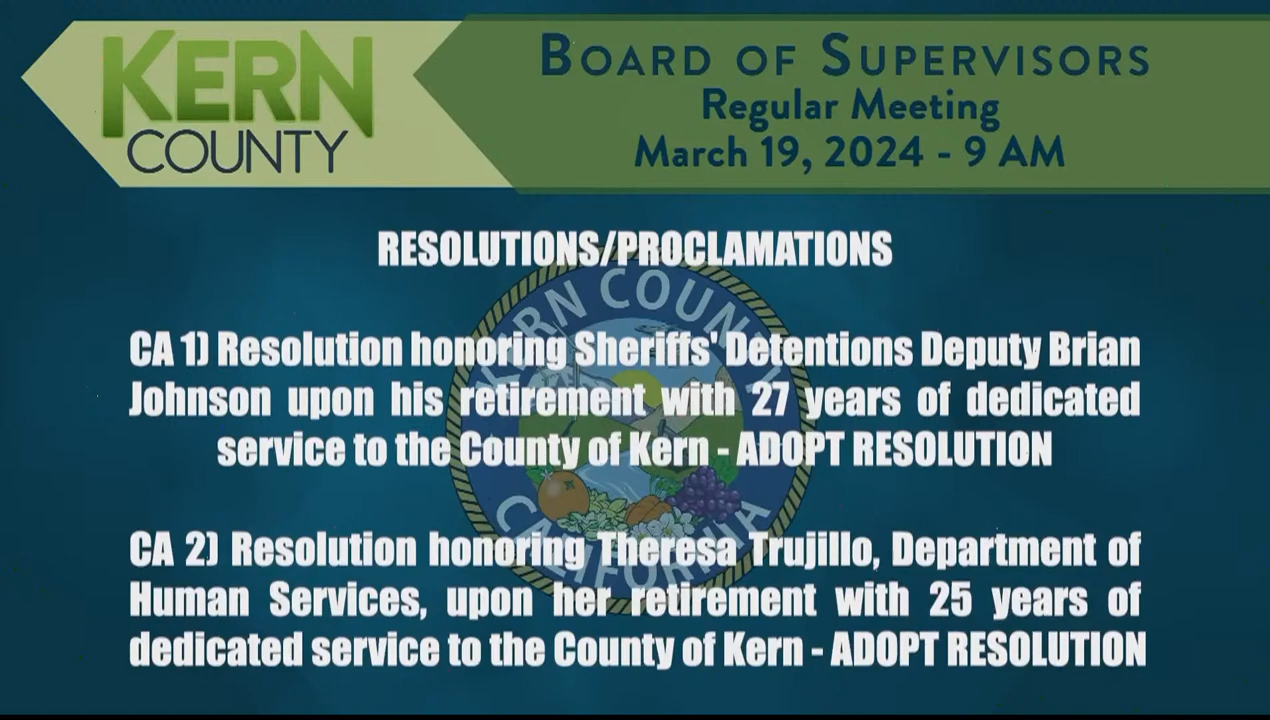 KERN
COUNTY
BOARD OF SUPERVISORS
Regular Meeting
March 19, 2024 - 9 AM
RESOLUTIONS/PROCLAMATIONS
KERN COUNTY
CA 1) Resolution honoring Sheriffs' Detentions Deputy Brian
Johnson upon his retirement with 27 years of dedicated
service to the County of Kern - ADOPT RESOLUTION
CALIFORNIA
CA 2) Resolution honoring Theresa Trujillo, Department of
Human Services, upon her retirement with 25 years of
dedicated service to the County of Kern - ADOPT RESOLUTION